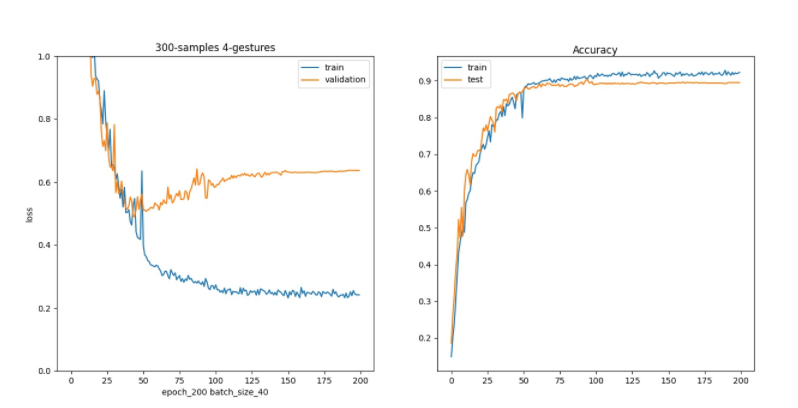 300-samples 4-gestures
train
validation
1.0
0.8
0.6
0.4
0.2
0.0
loss
0 25 50 75 100 125 150 175 200
epoch_200 batch_size_40
Accuracy
train
test
0.9
0.8
0.7
0.6
0.5
0.4
0.3
0.2
0 25 50 75 100 125 150 175 200